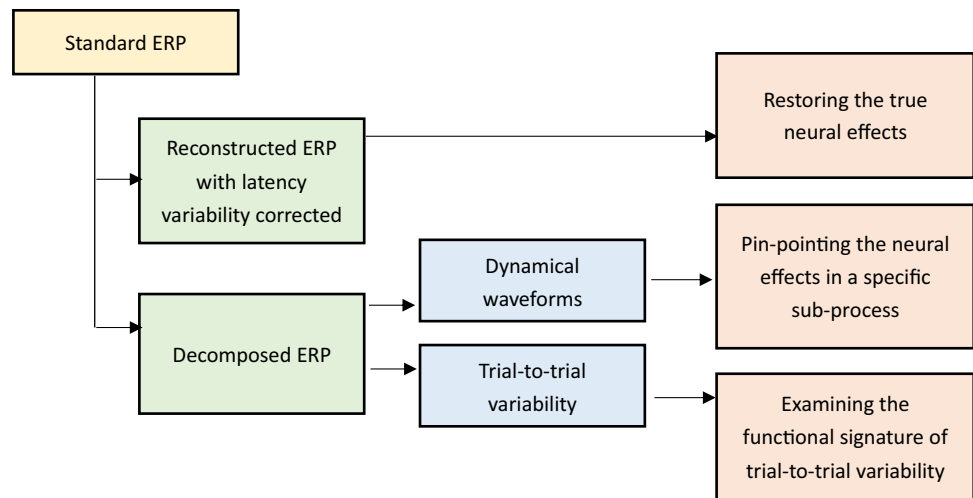 Standard ERP
Reconstructed ERP
with latency
variability corrected
Restoring the true
neural effects
Decomposed ERP
Dynamical
waveforms
Pin-pointing the neural
effects in a specific
sub-process
Trial-to-trial
variability
Examining the
functional signature of
trial-to-trial variability